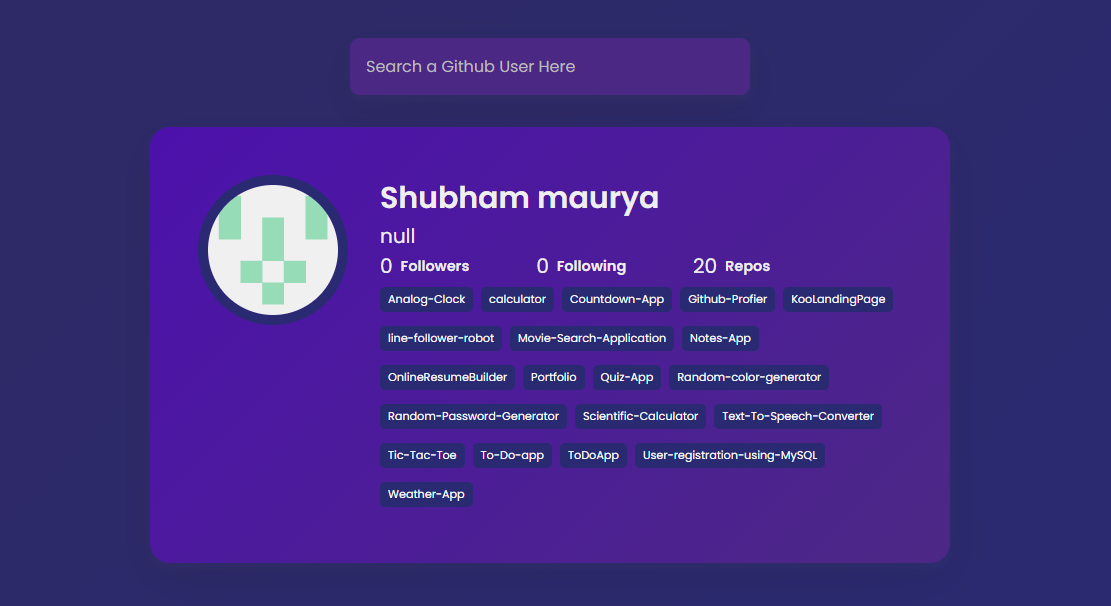 Search a Github User Here
Shubham maurya
null
0 Followers 0 Following 20 Repos
Analog-Clock calculator Countdown-App Github-Profier KooLandingPage
line-follower-robot Movie-Search-Application Notes-App
OnlineResumeBuilder Portfolio Quiz-App Random-color-generator
Random-Password-Generator Scientific-Calculator Text-To-Speech-Converter
Tic-Tac-Toe To-Do-app ToDoApp User-registration-using-MySQL
Weather-App